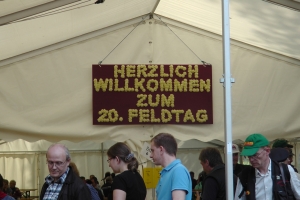 HERZLICH
WILLKOMMEN
ZUM
20. FELDTAG